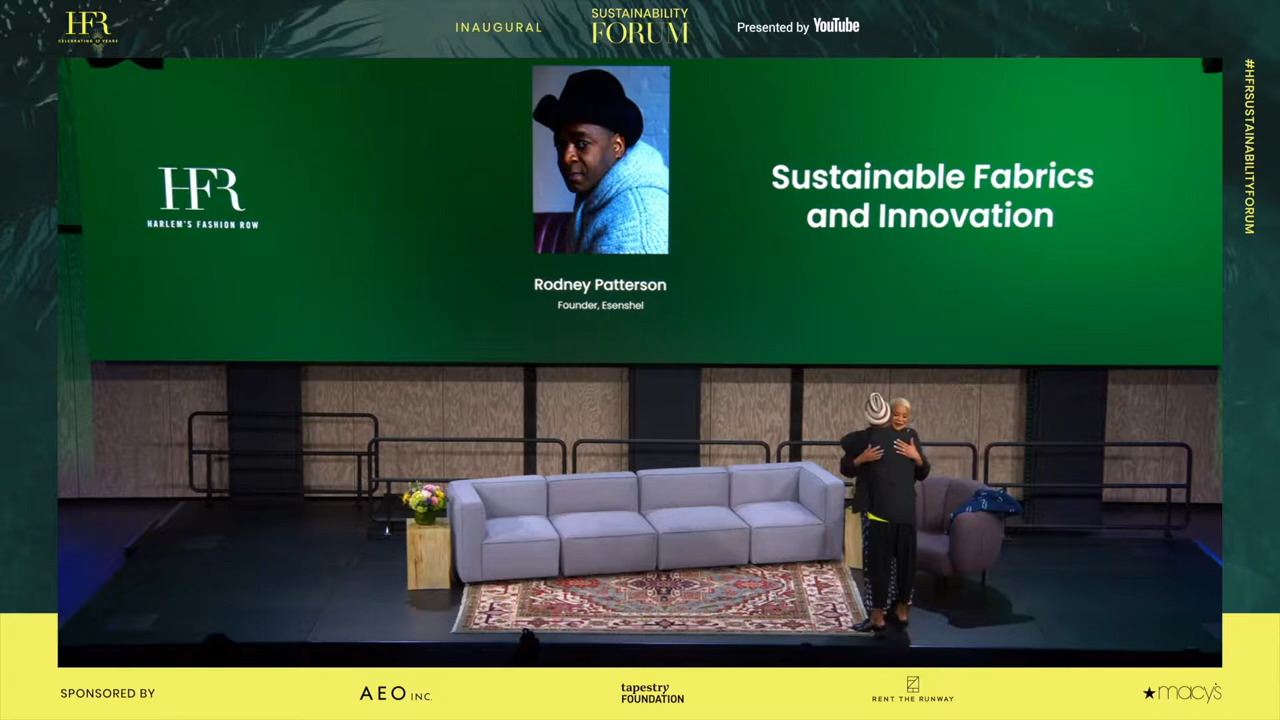 HFR
CELEBRATING 17 YEARS
INAUGURAL
SUSTAINABILITY
FORUM
Presented by YouTube
#HFRSUSTAINABILITYFORUM
HFR
HARLEM'S FASHION ROW
Sustainable Fabrics
and Innovation
Rodney Patterson
Founder, Esenshel
SPONSORED BY
AEO INC.
tapestry
FOUNDATION
RENT THE RUNWAY
macy's